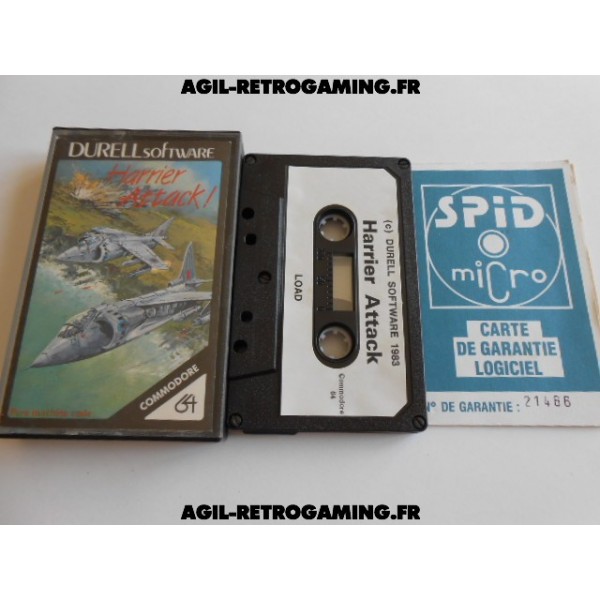 AGIL-RETROGAMING.FR
DURELL SOFTWARE
Harrier
Attack!
COMMODORE
64
(c) DURELL SOFTWARE 1983
Harrier Attack
LOAD
Commodore
64
SPiD
miCro
CARTE
DE GARANTIE
LOGICIEL
N° DE GARANTIE : 21466
AGIL-RETROGAMING.FR